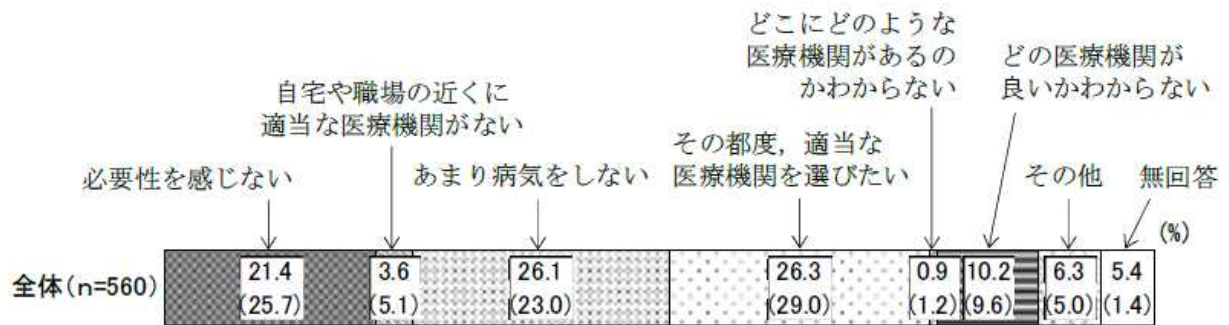 どこにどのような
医療機関があるの
かわからない
どの医療機関が
良いかわからない
自宅や職場の近くに
適当な医療機関がない
その都度，適当な
医療機関を選びたい
必要性を感じない
あまり病気をしない
その他
無回答
(%)
全体(n=560)
21.4 3.6 26.1 26.3 0.9 10.2 6.3 5.4
(25.7) (5.1) (23.0) (29.0) (1.2) (9.6) (5.0) (1.4)